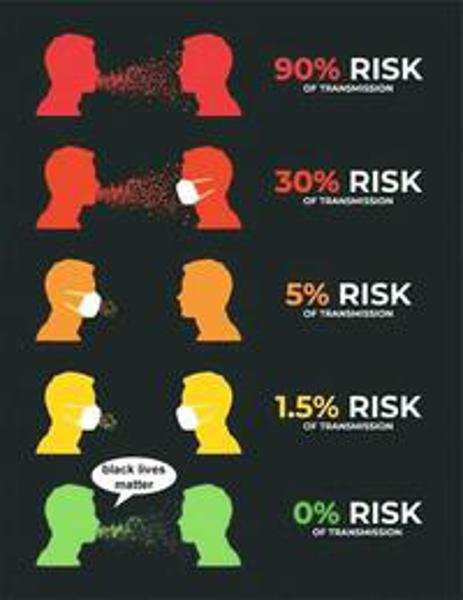 90% RISK
OF TRANSMISSION
30% RISK
OF TRANSMISSION
5% RISK
OF TRANSMISSION
1.5% RISK
OF TRANSMISSION
black lives
matter
0% RISK
OF TRANSMISSION